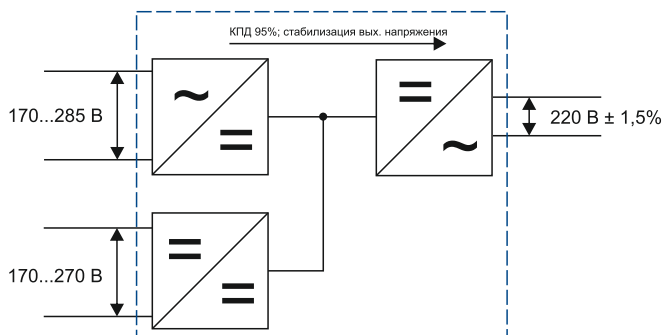 КПД 95%; стабилизация вых. напряжения
170...285 В
220 В ± 1,5%
170...270 В